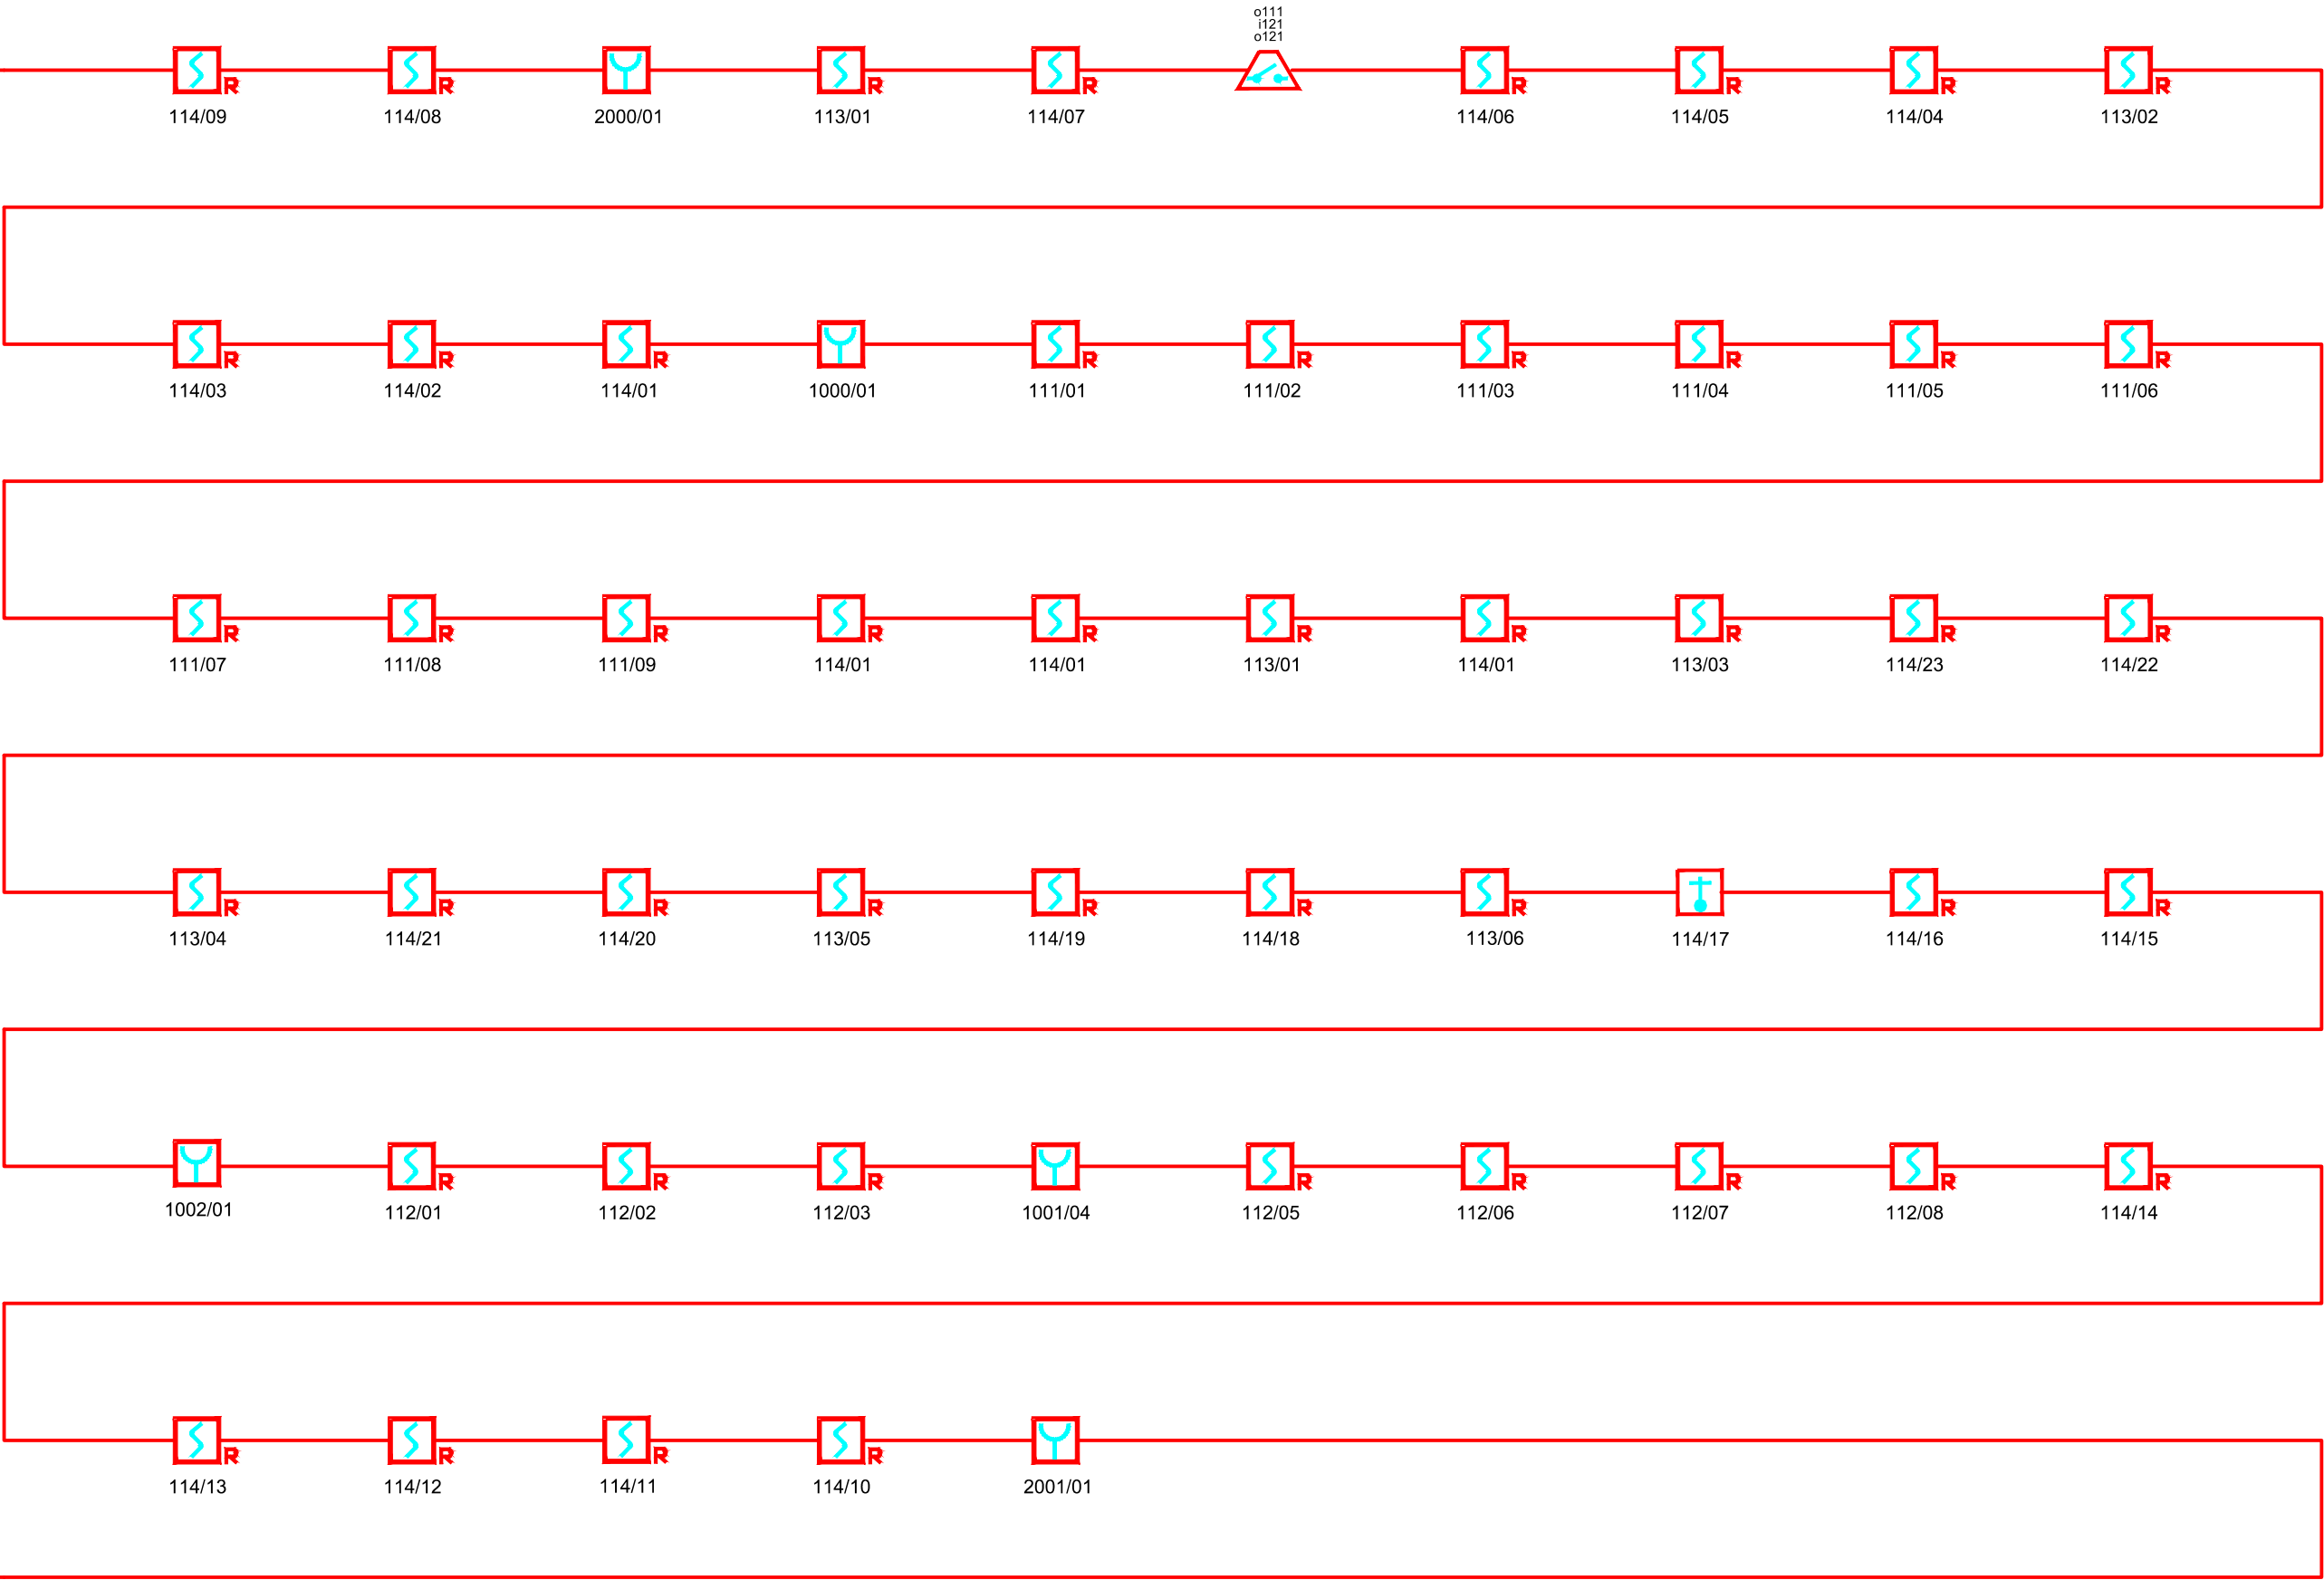 o111
i121
o121
R R R R R R R R
114/09 114/08 2000/01 113/01 114/07 114/06 114/05 114/04 113/02
R R R R R R R R R
114/03 114/02 114/01 1000/01 111/01 111/02 111/03 111/04 111/05 111/06
R R R R R R R R R R
111/07 111/08 111/09 114/01 114/01 113/01 114/01 113/03 114/23 114/22
R R R R R R R R R
113/04 114/21 114/20 113/05 114/19 114/18 113/06 114/17 114/16 114/15
R R R R R R R R
1002/01 112/01 112/02 112/03 1001/04 112/05 112/06 112/07 112/08 114/14
R R R R
114/13 114/12 114/11 114/10 2001/01